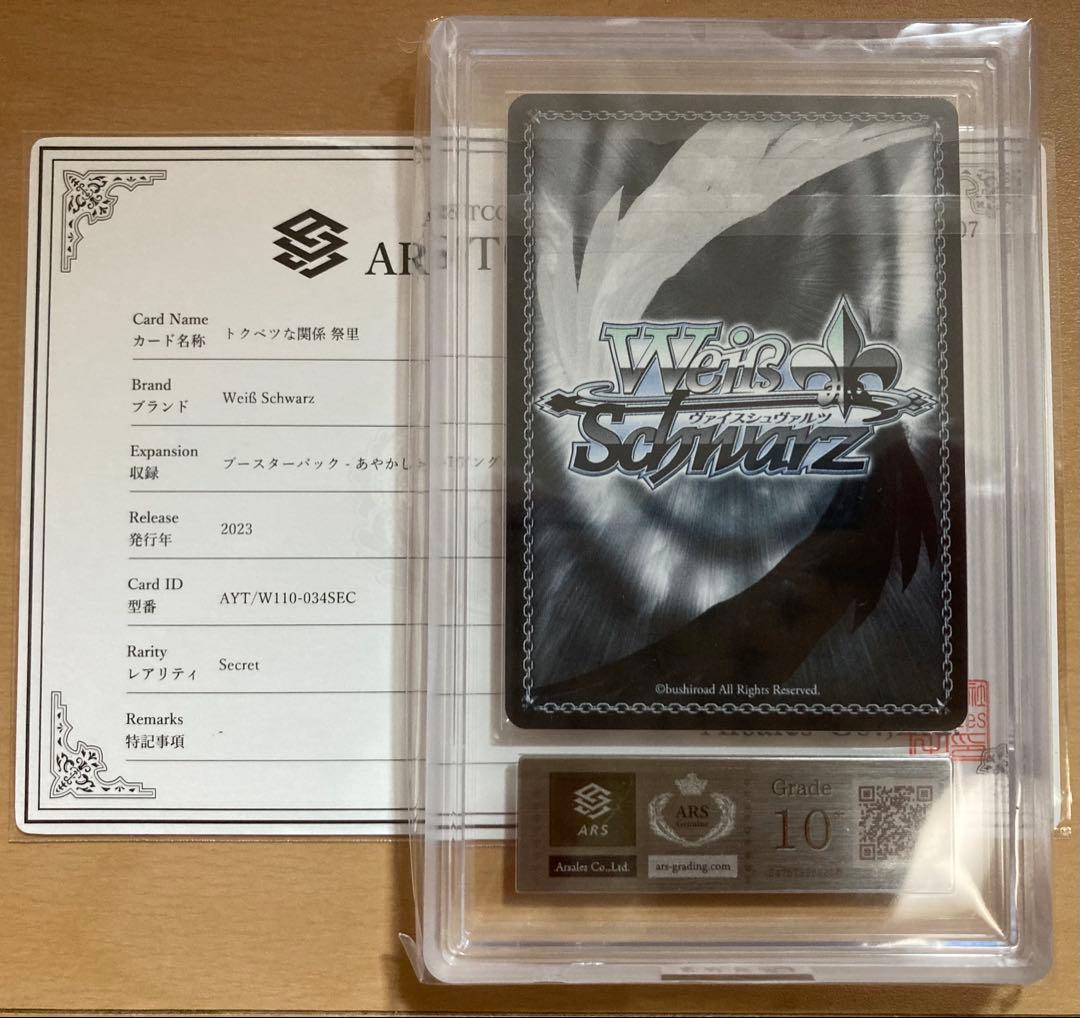 ARS T
07
Card Name
カード名称
トクベツな関係 祭里
Brand
ブランド
Weiß Schwarz
Expansion
収録
ブースターパック - あやかし
Release
発行年
2023
Card ID
型番
AYT/W110-034SEC
Rarity
レアリティ
Secret
Remarks
特記事項
-
Weiß
ヴァイスシュヴァルツ
Schwarz
©bushiroad All Rights Reserved.
Arsales Co.,
ARS
Arsales Co.,Ltd.
ARS
Genuine
ars-grading.com
Grade
10